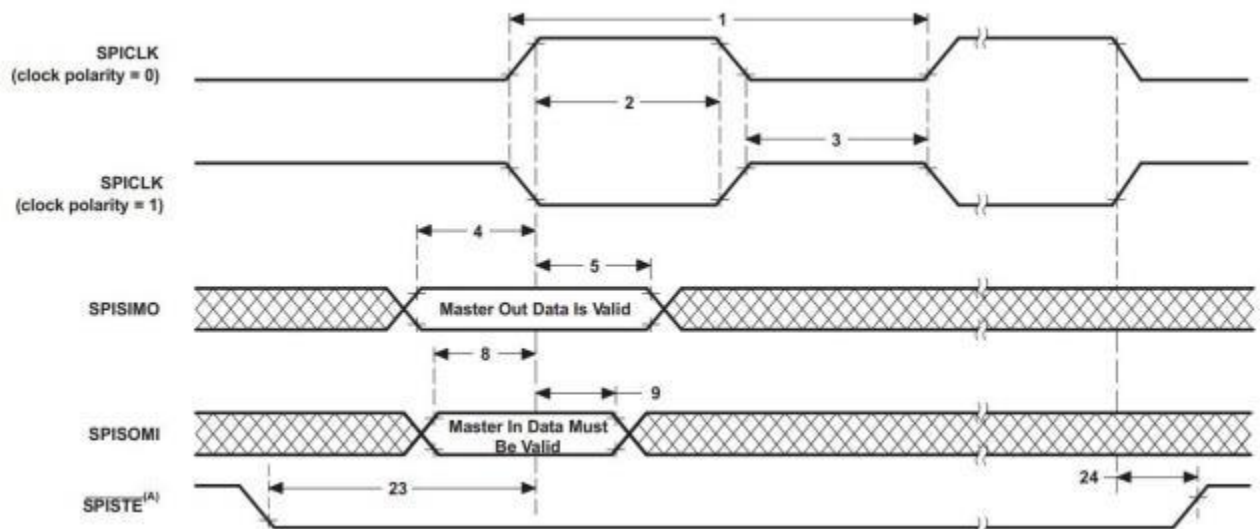 1
SPICLK
(clock polarity = 0)
2
3
SPICLK
(clock polarity = 1)
4
5
SPISIMO
Master Out Data Is Valid
8
9
SPISOMI
Master In Data Must
Be Valid
23
24
SPISTE(A)